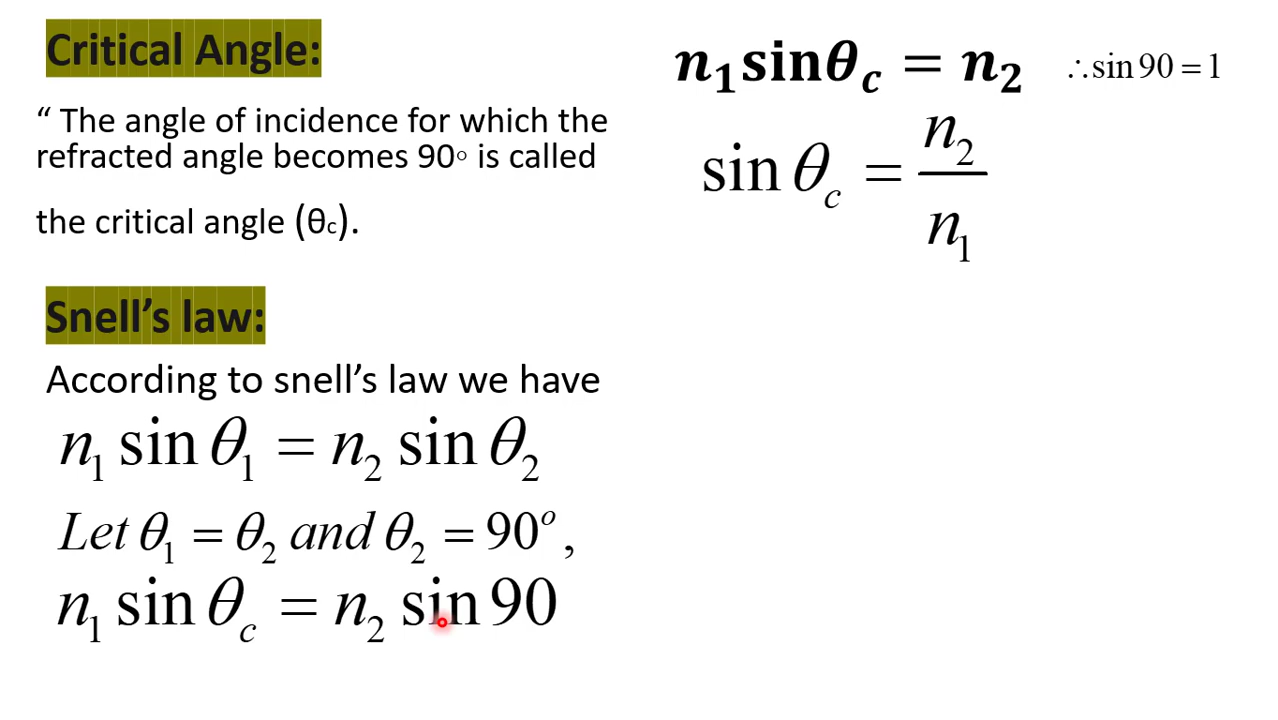 Critical Angle:
“ The angle of incidence for which the
refracted angle becomes 90° is called
the critical angle (θc).
Snell’s law:
According to snell’s law we have
n₁ sin θ₁ = n₂ sin θ₂
Let θ₁ = θ₂ and θ₂ = 90°,
n₁ sin θc = n₂ sin 90
n₁sinθc = n₂ ∴sin 90 = 1
sin θc = n₂/n₁